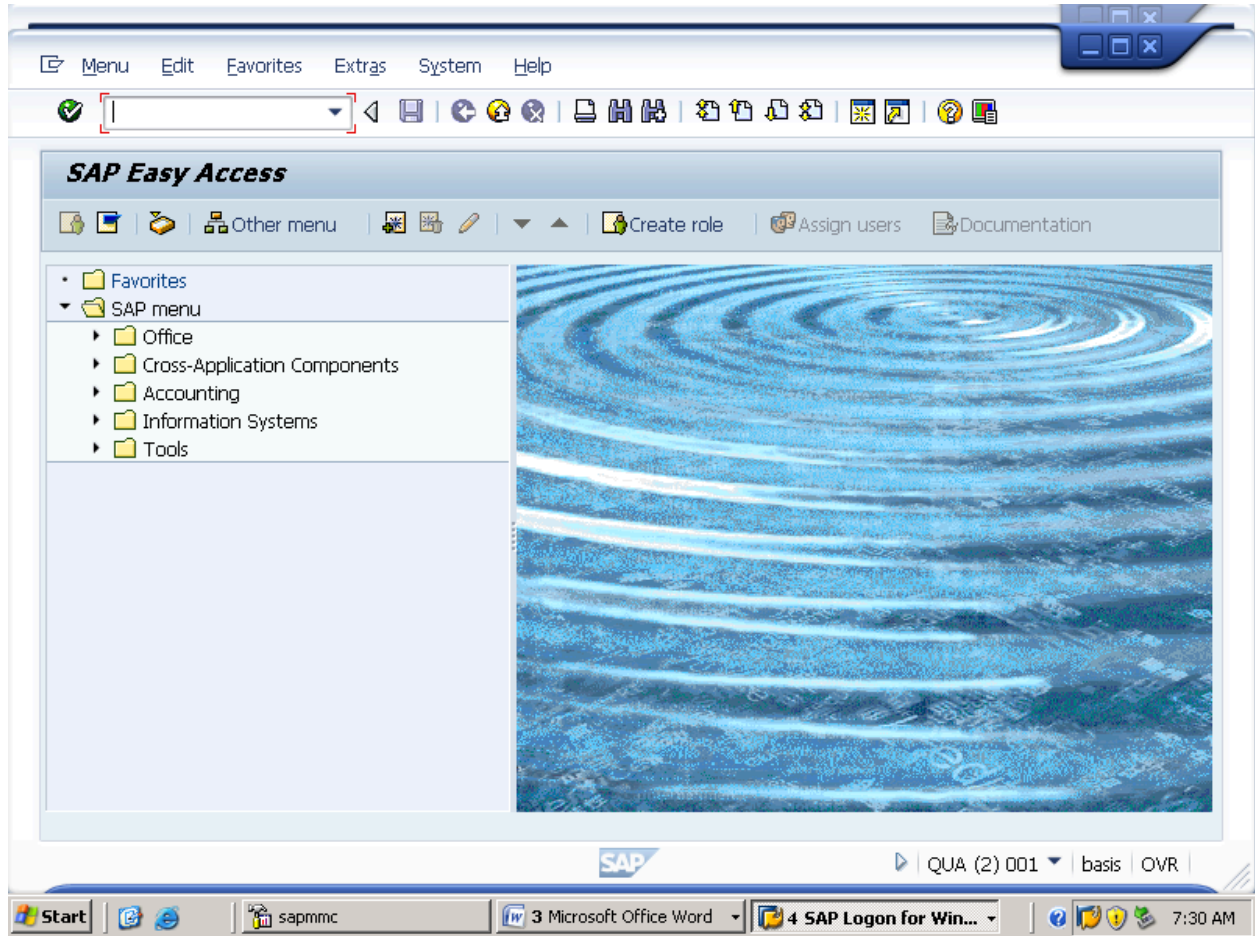 Menu Edit Favorites Extras System Help
SAP Easy Access
Other menu Create role Assign users Documentation
Favorites
SAP menu
Office
Cross-Application Components
Accounting
Information Systems
Tools
SAP QUA (2) 001 basis OVR
Start sapmmc 3 Microsoft Office Word 4 SAP Logon for Win... 7:30 AM